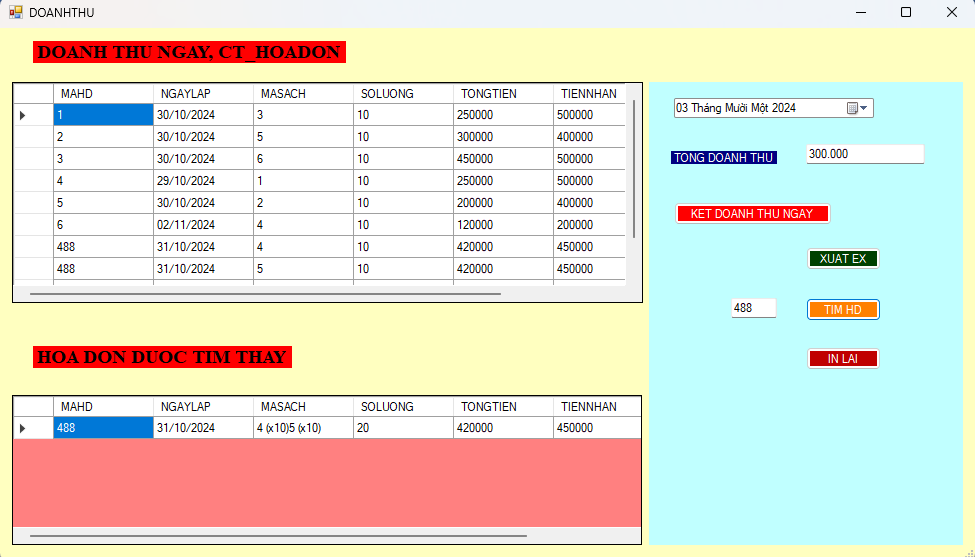 DOANHTHU
DOANH THU NGAY, CT_HOADON
MAHD NGAYLAP MASACH SOLUONG TONGTIEN TIENNHAN
1 30/10/2024 3 10 250000 500000
2 30/10/2024 5 10 300000 400000
3 30/10/2024 6 10 450000 500000
4 29/10/2024 1 10 250000 500000
5 30/10/2024 2 10 200000 400000
6 02/11/2024 4 10 120000 200000
488 31/10/2024 4 10 420000 450000
488 31/10/2024 5 10 420000 450000
03 Tháng Mười Một 2024
TONG DOANH THU 300.000
KET DOANH THU NGAY
XUAT EX
488 TIM HD
IN LAI
HOA DON DUOC TIM THAY
MAHD NGAYLAP MASACH SOLUONG TONGTIEN TIENNHAN
488 31/10/2024 4 (x10)5 (x10) 20 420000 450000